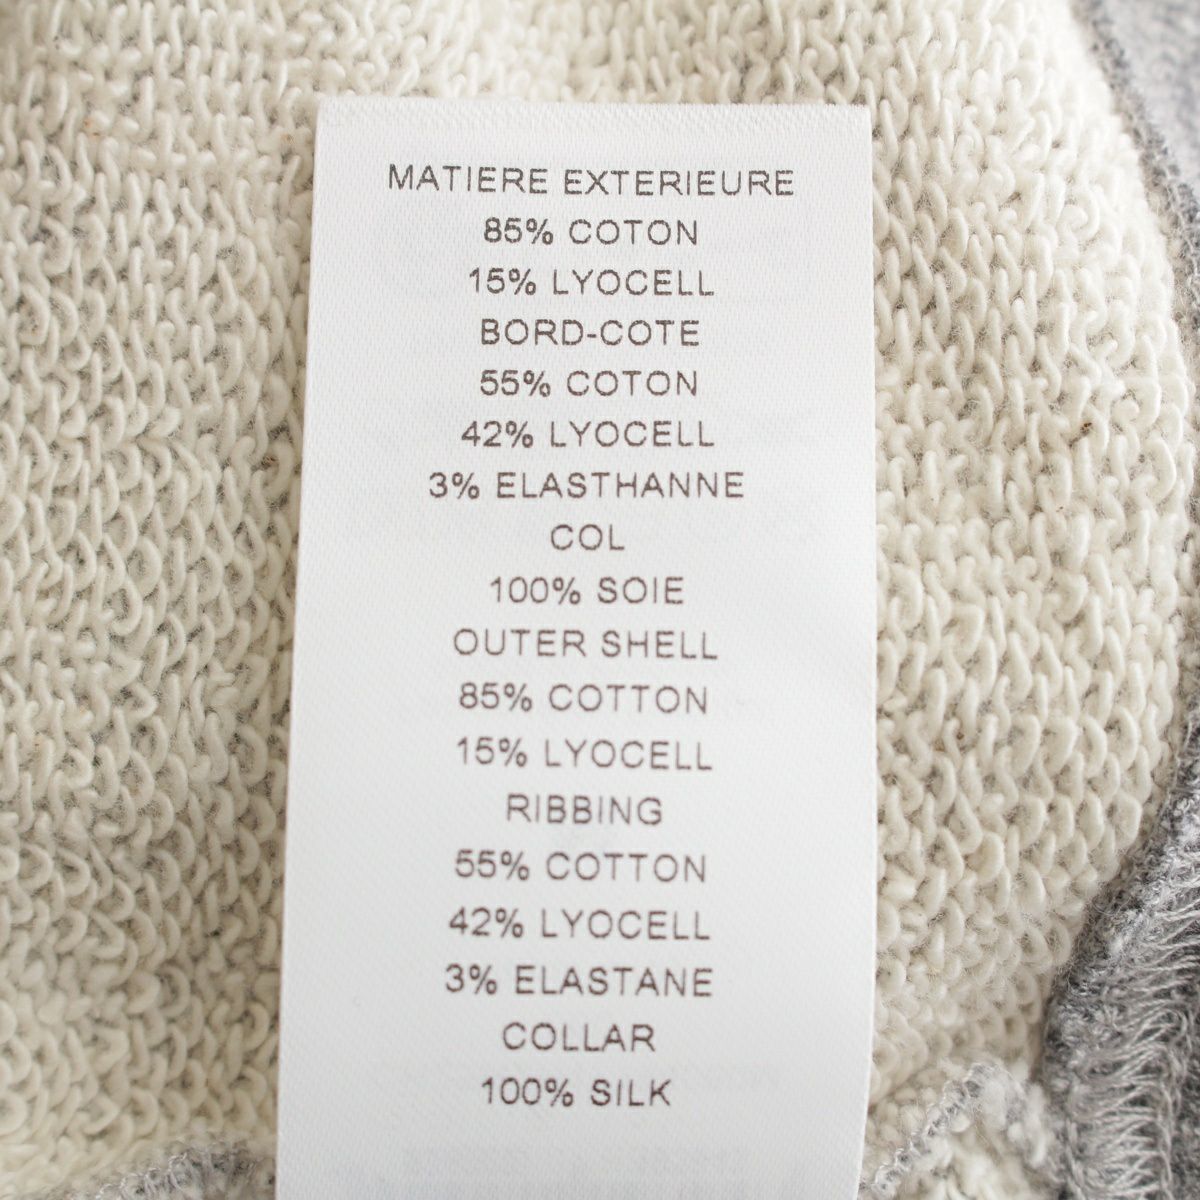 MATIERE EXTERIEURE
85% COTON
15% LYOCELL
BORD-COTE
55% COTON
42% LYOCELL
3% ELASTHANNE
COL
100% SOIE
OUTER SHELL
85% COTTON
15% LYOCELL
RIBBING
55% COTTON
42% LYOCELL
3% ELASTANE
COLLAR
100% SILK